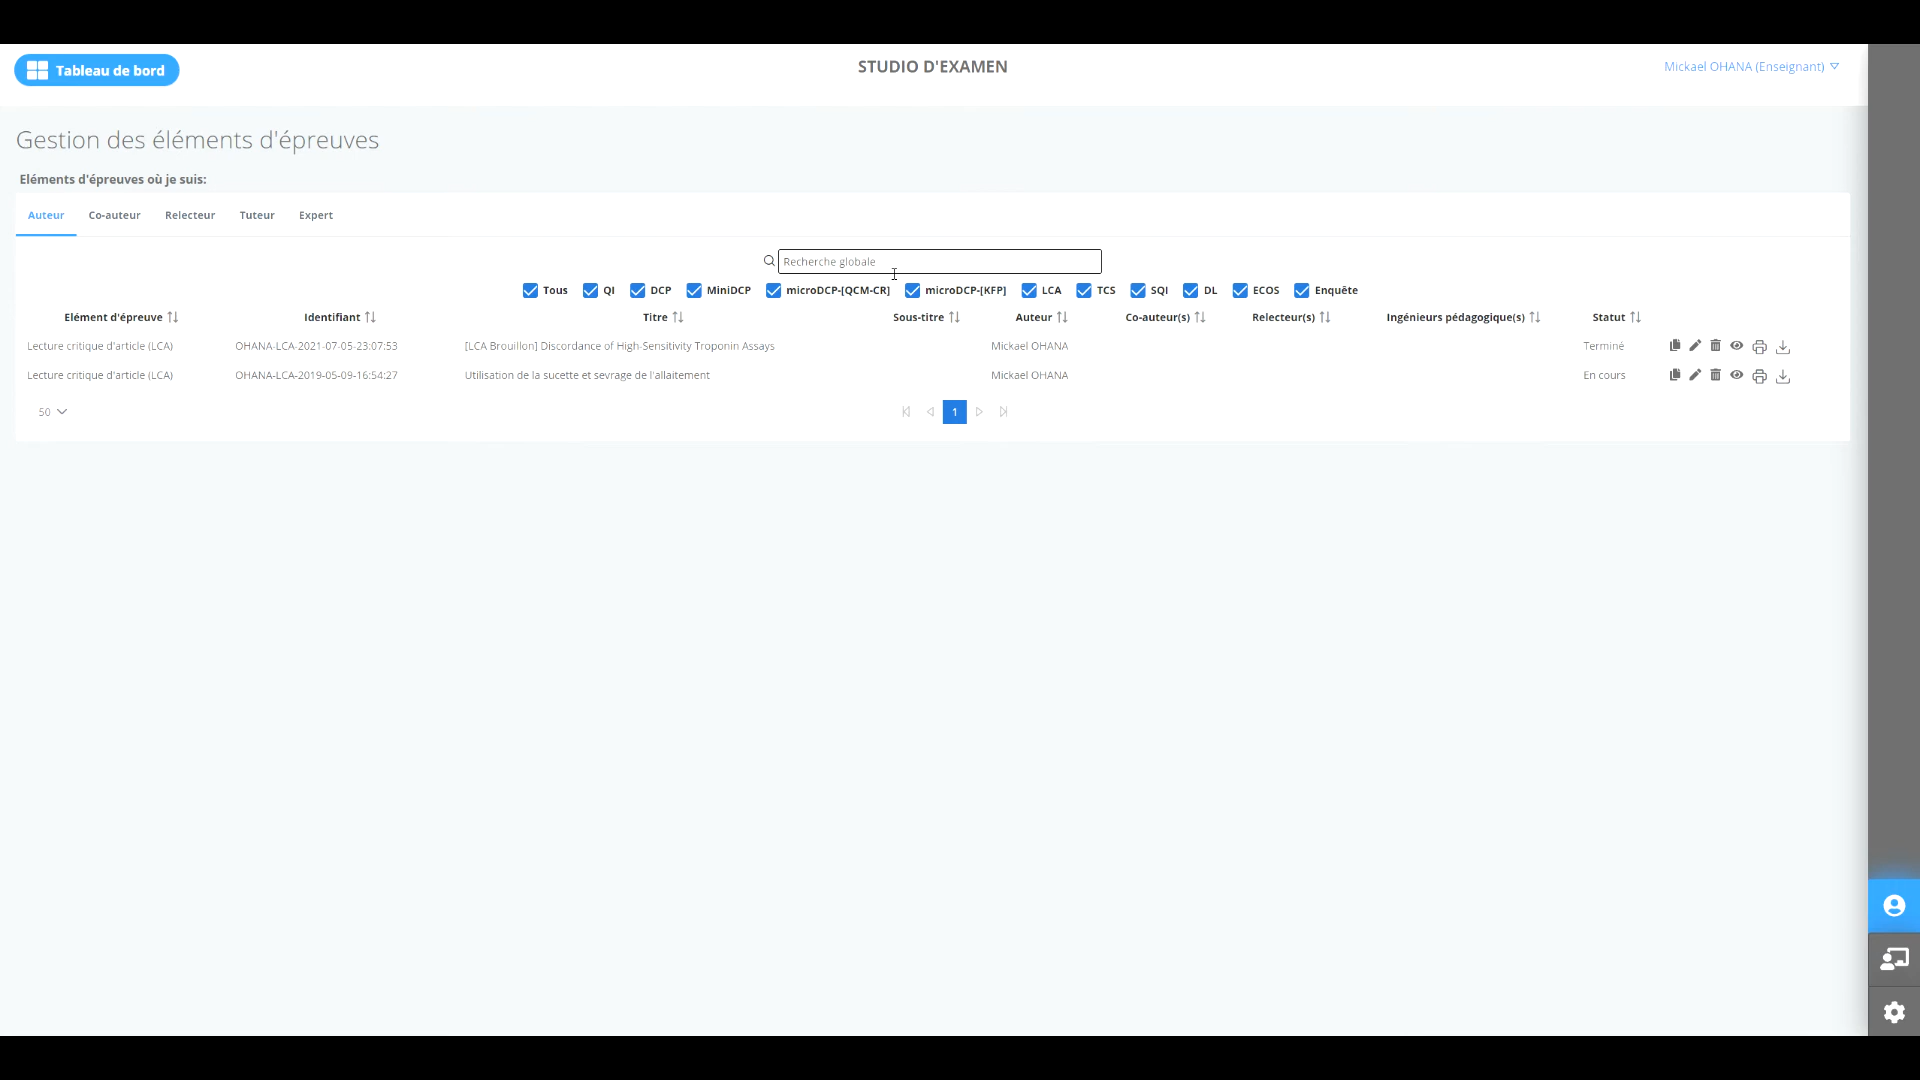 Tableau de bord
STUDIO D'EXAMEN
Mickael OHANA (Enseignant)
Gestion des éléments d'épreuves
Eléments d'épreuves où je suis:
Auteur Co-auteur Relecteur Tuteur Expert
Recherche globale
Tous QI DCP MiniDCP microDCP-[QCM-CR] microDCP-[KFP] LCA TCS SQI DL ECOS Enquête
Elément d'épreuve Identifiant Titre Sous-titre Auteur Co-auteur(s) Relecteur(s) Ingénieurs pédagogique(s) Statut
Lecture critique d'article (LCA) OHANA-LCA-2021-07-05-23:07:53 [LCA Brouillon] Discordance of High-Sensitivity Troponin Assays Mickael OHANA Terminé
Lecture critique d'article (LCA) OHANA-LCA-2019-05-09-16:54:27 Utilisation de la sucette et sevrage de l'allaitement Mickael OHANA En cours
50 1